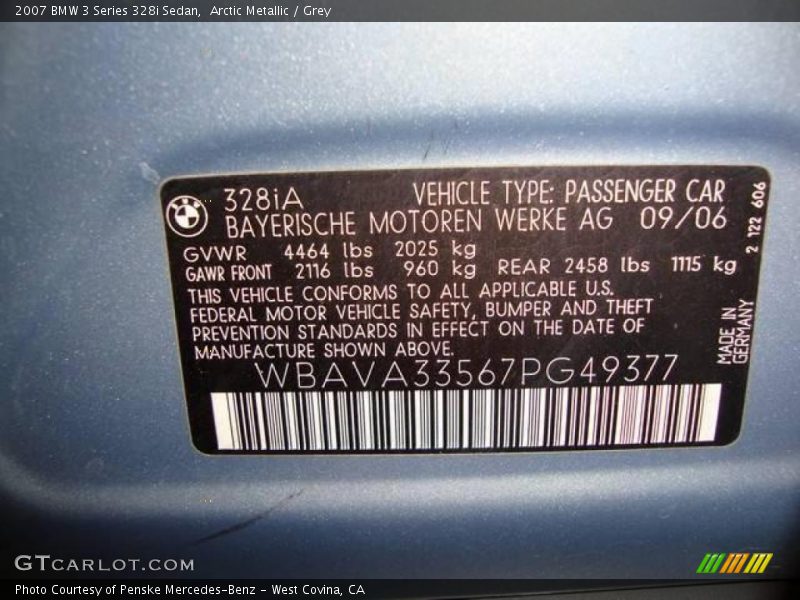 2007 BMW 3 Series 328i Sedan, Arctic Metallic / Grey
328iA VEHICLE TYPE: PASSENGER CAR
BAYERISCHE MOTOREN WERKE AG 09/06
GVWR 4464 lbs 2025 kg
GAWR FRONT 2116 lbs 960 kg REAR 2458 lbs 1115 kg
THIS VEHICLE CONFORMS TO ALL APPLICABLE U.S.
FEDERAL MOTOR VEHICLE SAFETY, BUMPER AND THEFT
PREVENTION STANDARDS IN EFFECT ON THE DATE OF
MANUFACTURE SHOWN ABOVE.
WBAVA33567PG49377
2 122 606
MADE IN
GERMANY
GTCARLOT.COM
Photo Courtesy of Penske Mercedes-Benz - West Covina, CA